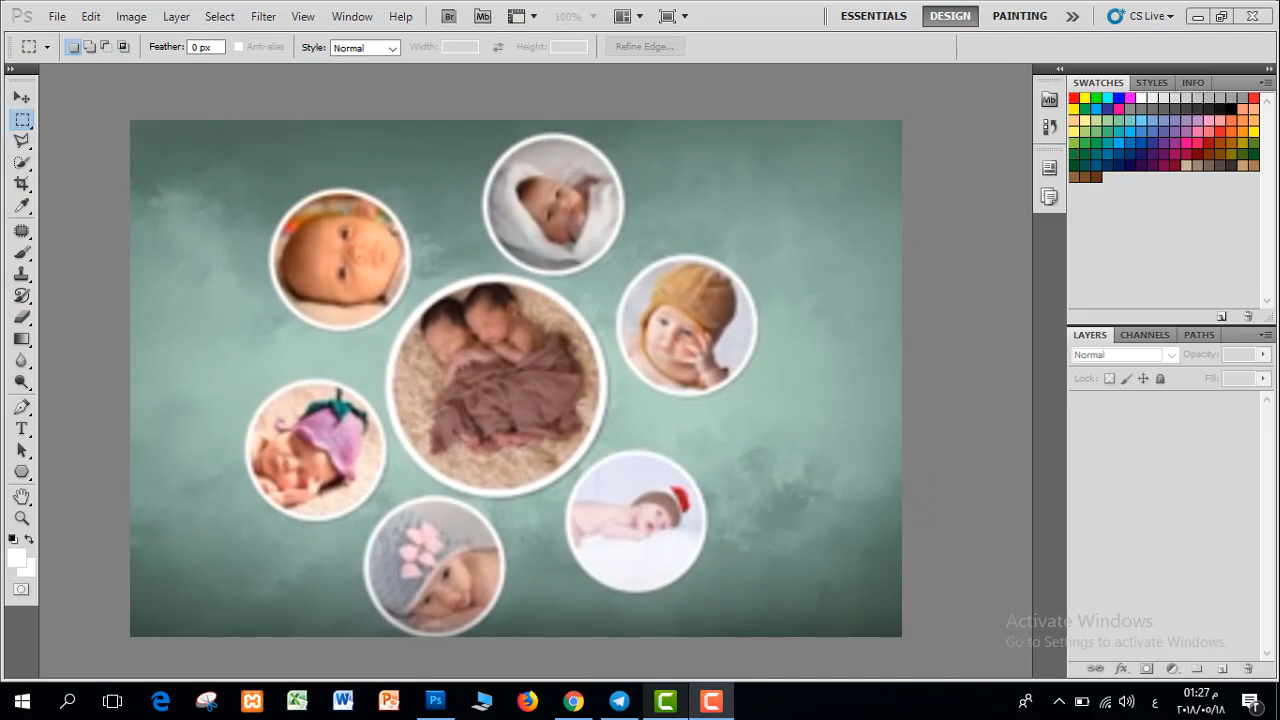 Ps File Edit Image Layer Select Filter View Window Help Br Mb 100% ESSENTIALS DESIGN PAINTING CS Live
Feather: 0 px Anti-alias Style: Normal Width: Height: Refine Edge...
SWATCHES STYLES INFO
Mb
LAYERS CHANNELS PATHS
Normal Opacity:
Lock: Fill:
Activate Windows
Go to Settings to activate Windows.
01:27 م
٢٠١٨/٠٥/١٨
ع